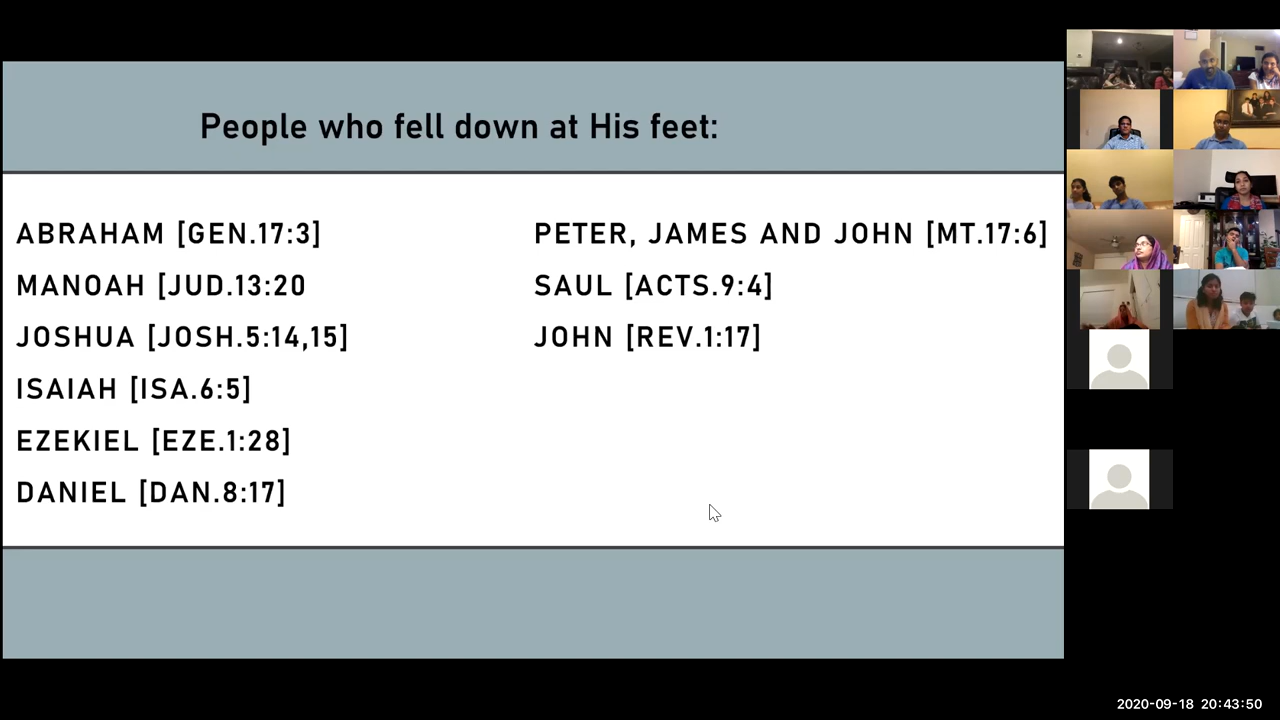 People who fell down at His feet:
ABRAHAM [GEN.17:3]
MANOAH [JUD.13:20
JOSHUA [JOSH.5:14,15]
ISAIAH [ISA.6:5]
EZEKIEL [EZE.1:28]
DANIEL [DAN.8:17]
PETER, JAMES AND JOHN [MT.17:6]
SAUL [ACTS.9:4]
JOHN [REV.1:17]
2020-09-18 20:43:50